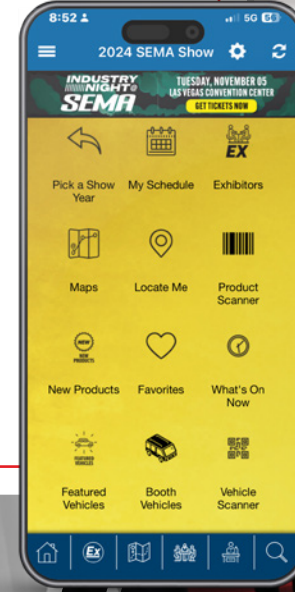 8:52
5G
2024 SEMA Show
INDUSTRY
NIGHT@
SEMA
TUESDAY, NOVEMBER 05
LAS VEGAS CONVENTION CENTER
GET TICKETS NOW
EX
Pick a Show
Year
My Schedule
Exhibitors
Maps
Locate Me
Product
Scanner
NEW
NEW
PRODUCTS
New Products
Favorites
What's On
Now
FEATURED
VEHICLES
Featured
Vehicles
Booth
Vehicles
Vehicle
Scanner
Ex